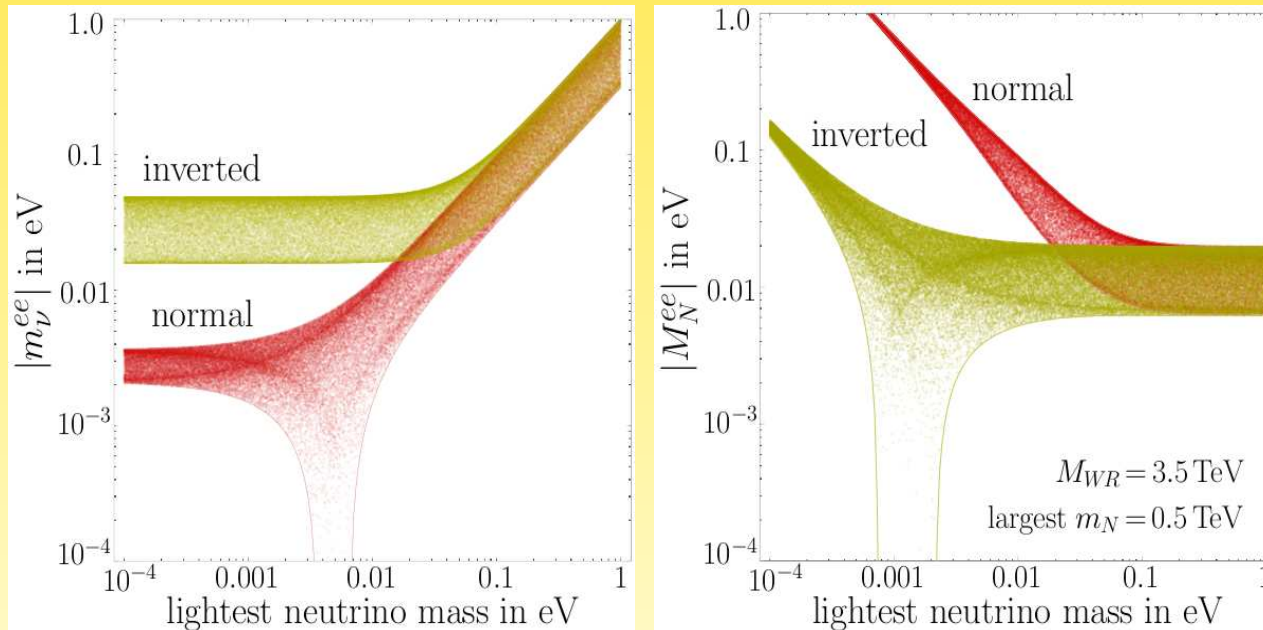 1.0
0.1
0.01
10⁻³
10⁻⁴
|m_ν^{ee}| in eV
inverted
normal
10⁻⁴ 0.001 0.01 0.1 1
lightest neutrino mass in eV
1.0
0.1
0.01
10⁻³
10⁻⁴
|M_N^{ee}| in eV
normal
inverted
M_{WR} = 3.5 TeV
largest m_N = 0.5 TeV
10⁻⁴ 0.001 0.01 0.1 1
lightest neutrino mass in eV